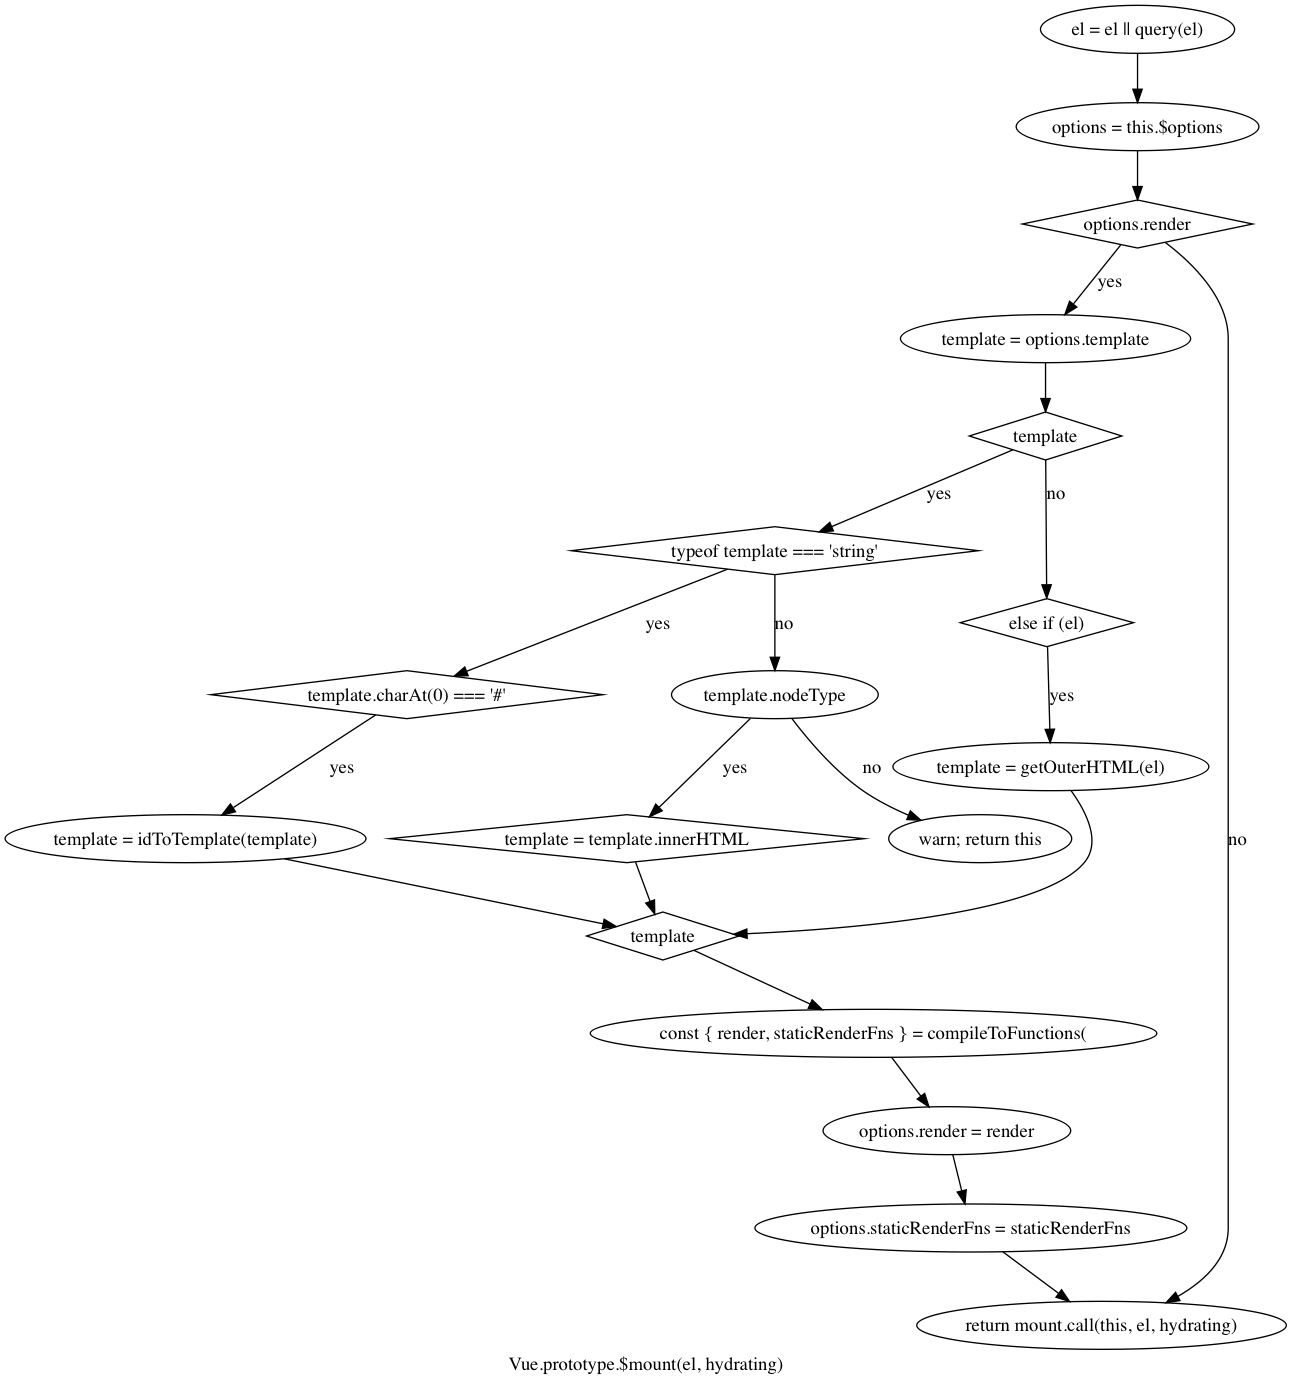 el = el || query(el)
options = this.$options
options.render
yes
template = options.template
template
yes
no
typeof template === 'string'
yes
no
else if (el)
template.charAt(0) === '#'
template.nodeType
yes
yes
yes
no
template = getOuterHTML(el)
template = idToTemplate(template)
template = template.innerHTML
warn; return this
no
template
const { render, staticRenderFns } = compileToFunctions(
options.render = render
options.staticRenderFns = staticRenderFns
return mount.call(this, el, hydrating)
Vue.prototype.$mount(el, hydrating)